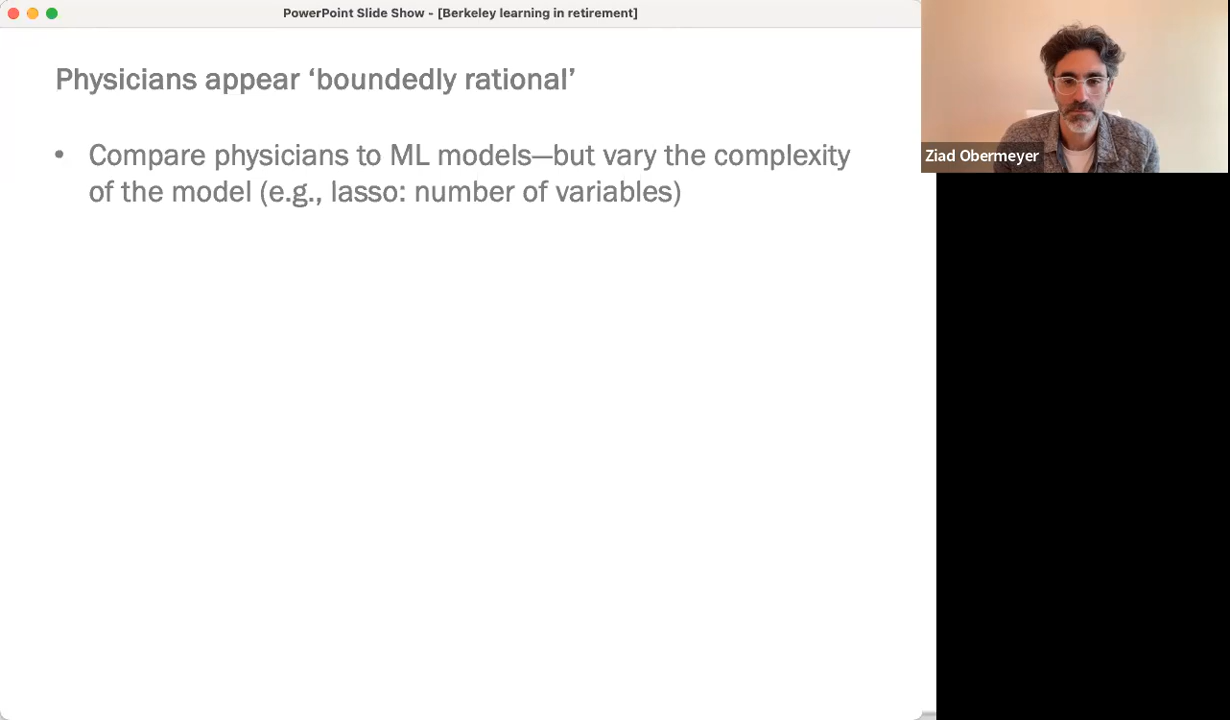 PowerPoint Slide Show - [Berkeley learning in retirement]
Physicians appear ‘boundedly rational’
• Compare physicians to ML models—but vary the complexity
of the model (e.g., lasso: number of variables)
Ziad Obermeyer